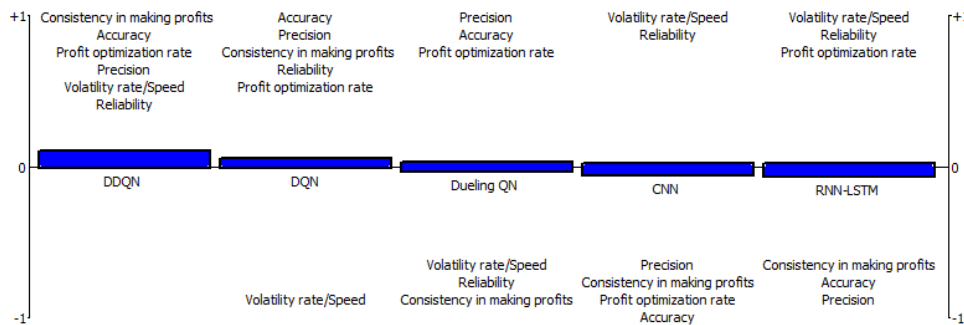 +1
Consistency in making profits
Accuracy
Profit optimization rate
Precision
Volatility rate/Speed
Reliability
Accuracy
Precision
Consistency in making profits
Reliability
Profit optimization rate
Precision
Accuracy
Profit optimization rate
Volatility rate/Speed
Reliability
Volatility rate/Speed
Reliability
Profit optimization rate
+1
0
DDQN
DQN
Dueling QN
CNN
RNN-LSTM
0
Volatility rate/Speed
Volatility rate/Speed
Reliability
Consistency in making profits
Precision
Consistency in making profits
Profit optimization rate
Accuracy
Consistency in making profits
Accuracy
Precision
-1
-1